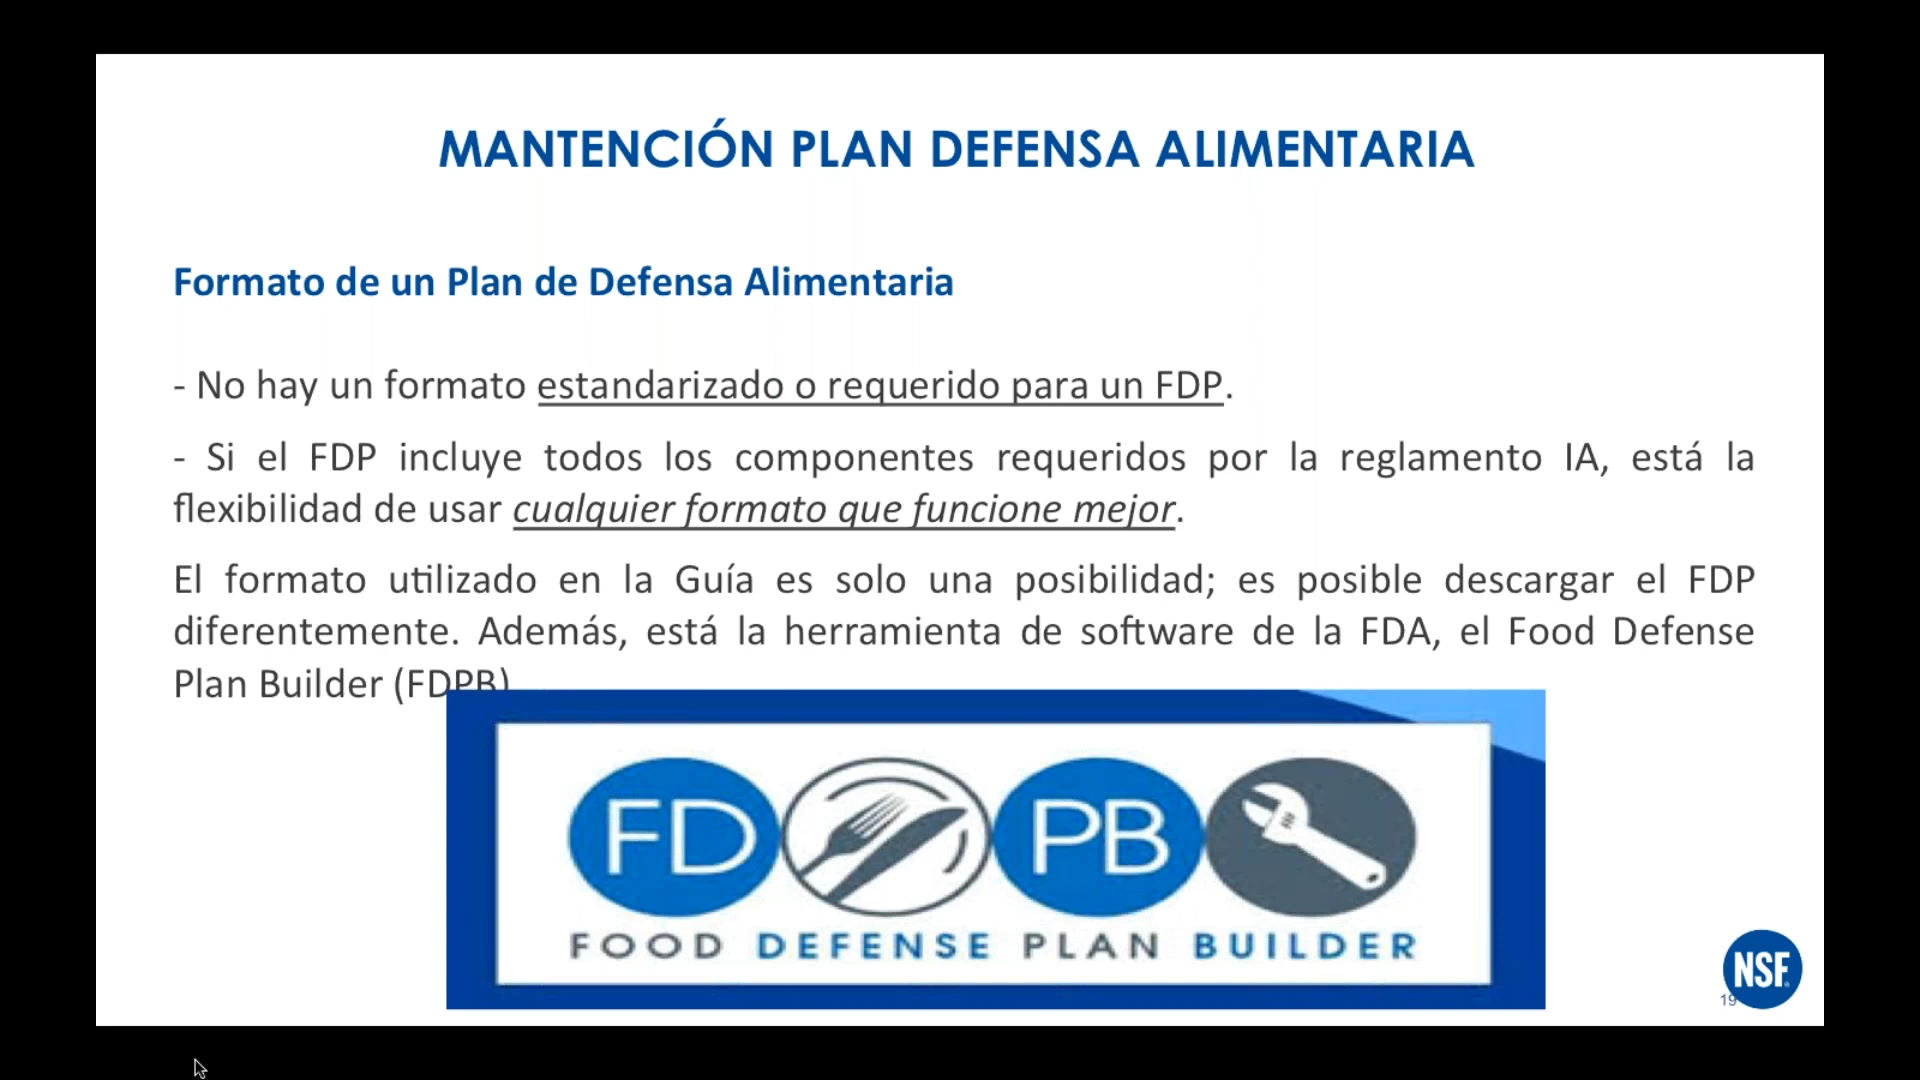 MANTENCIÓN PLAN DEFENSA ALIMENTARIA
Formato de un Plan de Defensa Alimentaria
- No hay un formato estandarizado o requerido para un FDP.
- Si el FDP incluye todos los componentes requeridos por la reglamento IA, está la
flexibilidad de usar cualquier formato que funcione mejor.
El formato utilizado en la Guía es solo una posibilidad; es posible descargar el FDP
diferentemente. Además, está la herramienta de software de la FDA, el Food Defense
Plan Builder (FDPB)
FD PB
FOOD DEFENSE PLAN BUILDER
NSF
19